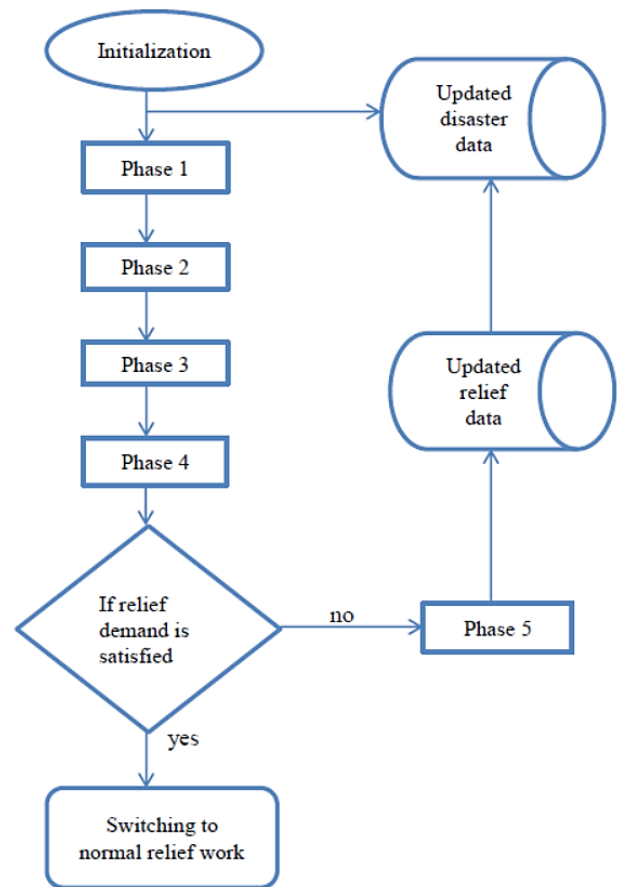 Initialization
Updated
disaster
data
Phase 1
Phase 2
Phase 3
Updated
relief
data
Phase 4
If relief
demand is
satisfied
no
Phase 5
yes
Switching to
normal relief work